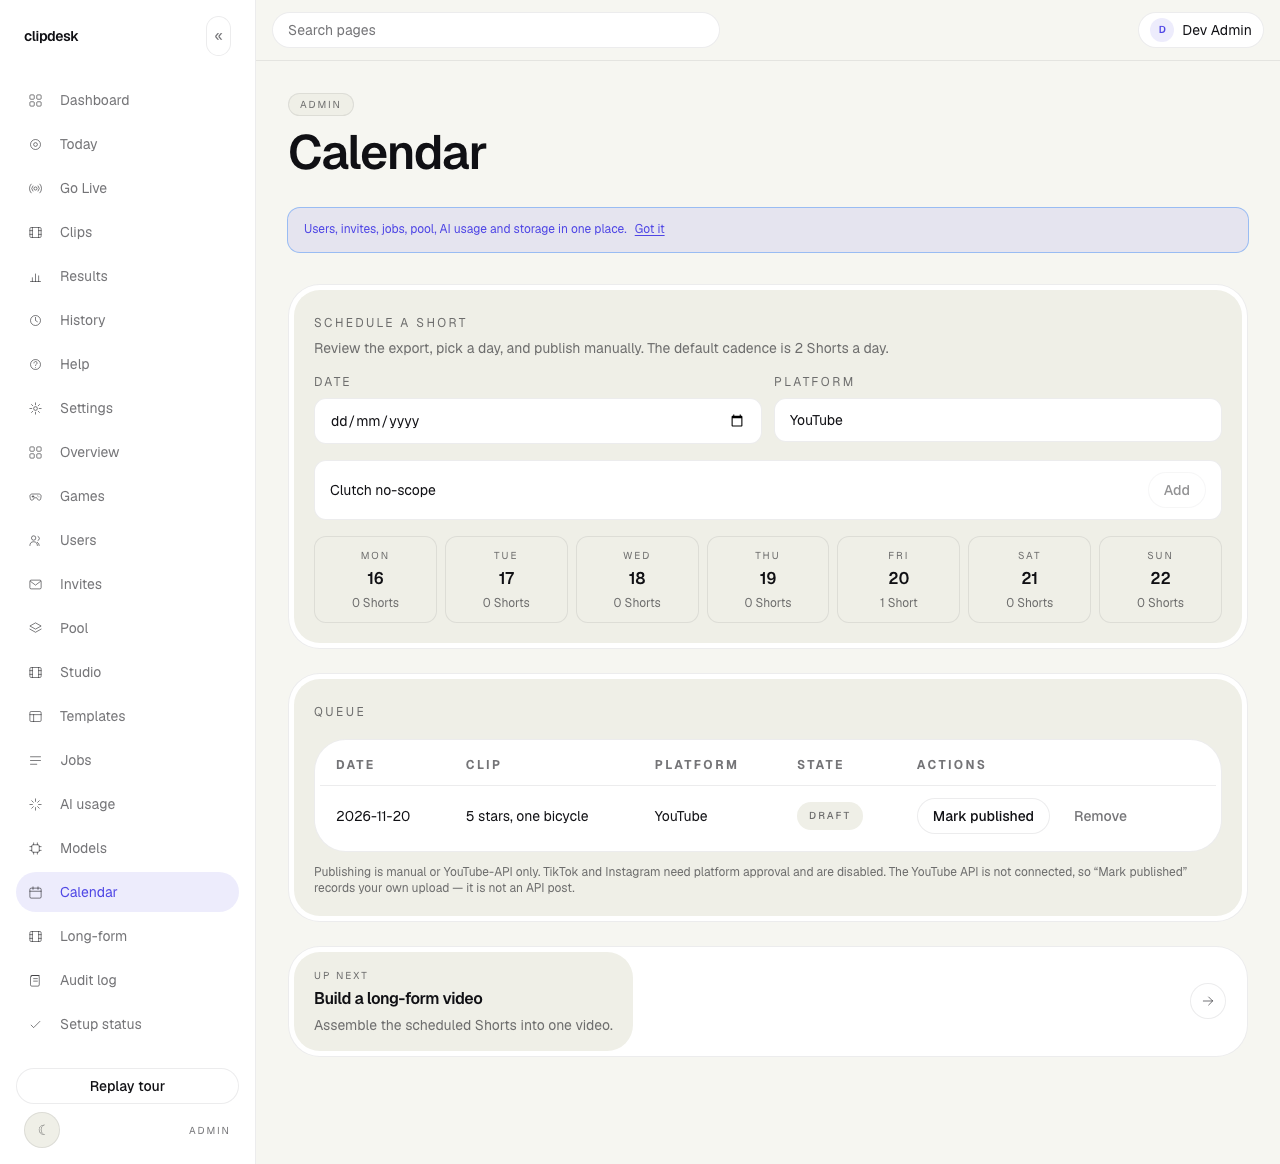 clipdesk
«
Dashboard
Today
Go Live
Clips
Results
History
Help
Settings
Overview
Games
Users
Invites
Pool
Studio
Templates
Jobs
AI usage
Models
Calendar
Long-form
Audit log
Setup status
Replay tour
ADMIN
Search pages
D Dev Admin
ADMIN
Calendar
Users, invites, jobs, pool, AI usage and storage in one place. Got it
SCHEDULE A SHORT
Review the export, pick a day, and publish manually. The default cadence is 2 Shorts a day.
DATE PLATFORM
dd/mm/yyyy YouTube
Clutch no-scope Add
MON TUE WED THU FRI SAT SUN
16 17 18 19 20 21 22
0 Shorts 0 Shorts 0 Shorts 0 Shorts 1 Short 0 Shorts 0 Shorts
QUEUE
DATE CLIP PLATFORM STATE ACTIONS
2026-11-20 5 stars, one bicycle YouTube DRAFT Mark published Remove
Publishing is manual or YouTube-API only. TikTok and Instagram need platform approval and are disabled. The YouTube API is not connected, so “Mark published”
records your own upload — it is not an API post.
UP NEXT
Build a long-form video
Assemble the scheduled Shorts into one video.